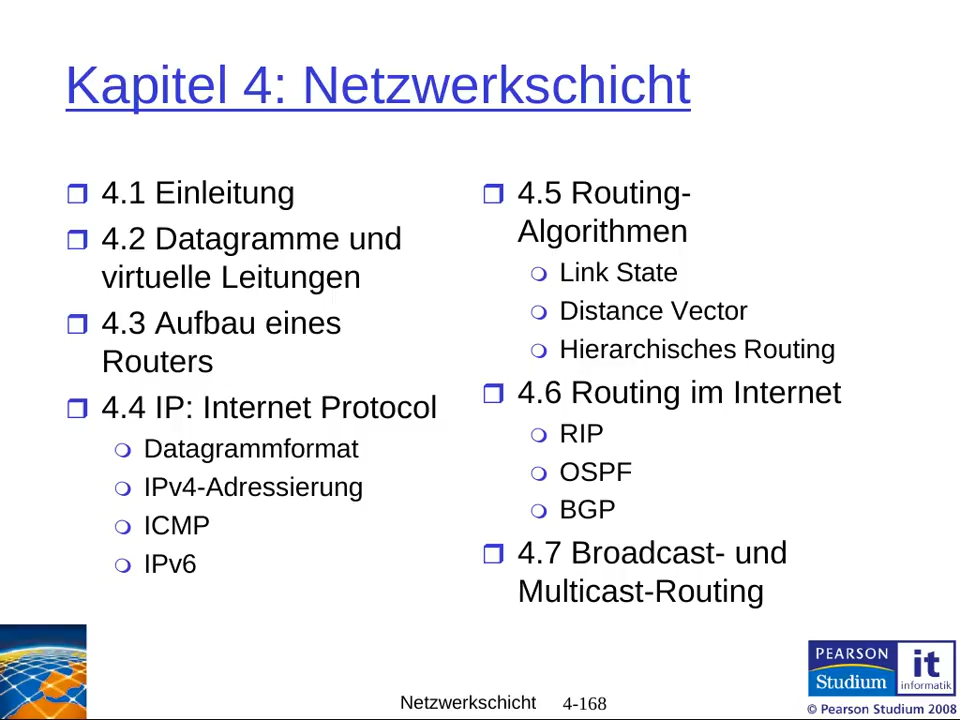 Kapitel 4: Netzwerkschicht
4.1 Einleitung
4.2 Datagramme und
virtuelle Leitungen
4.3 Aufbau eines
Routers
4.4 IP: Internet Protocol
Datagrammformat
IPv4-Adressierung
ICMP
IPv6
4.5 Routing-
Algorithmen
Link State
Distance Vector
Hierarchisches Routing
4.6 Routing im Internet
RIP
OSPF
BGP
4.7 Broadcast- und
Multicast-Routing
Netzwerkschicht 4-168
PEARSON
Studium
it
informatik
© Pearson Studium 2008